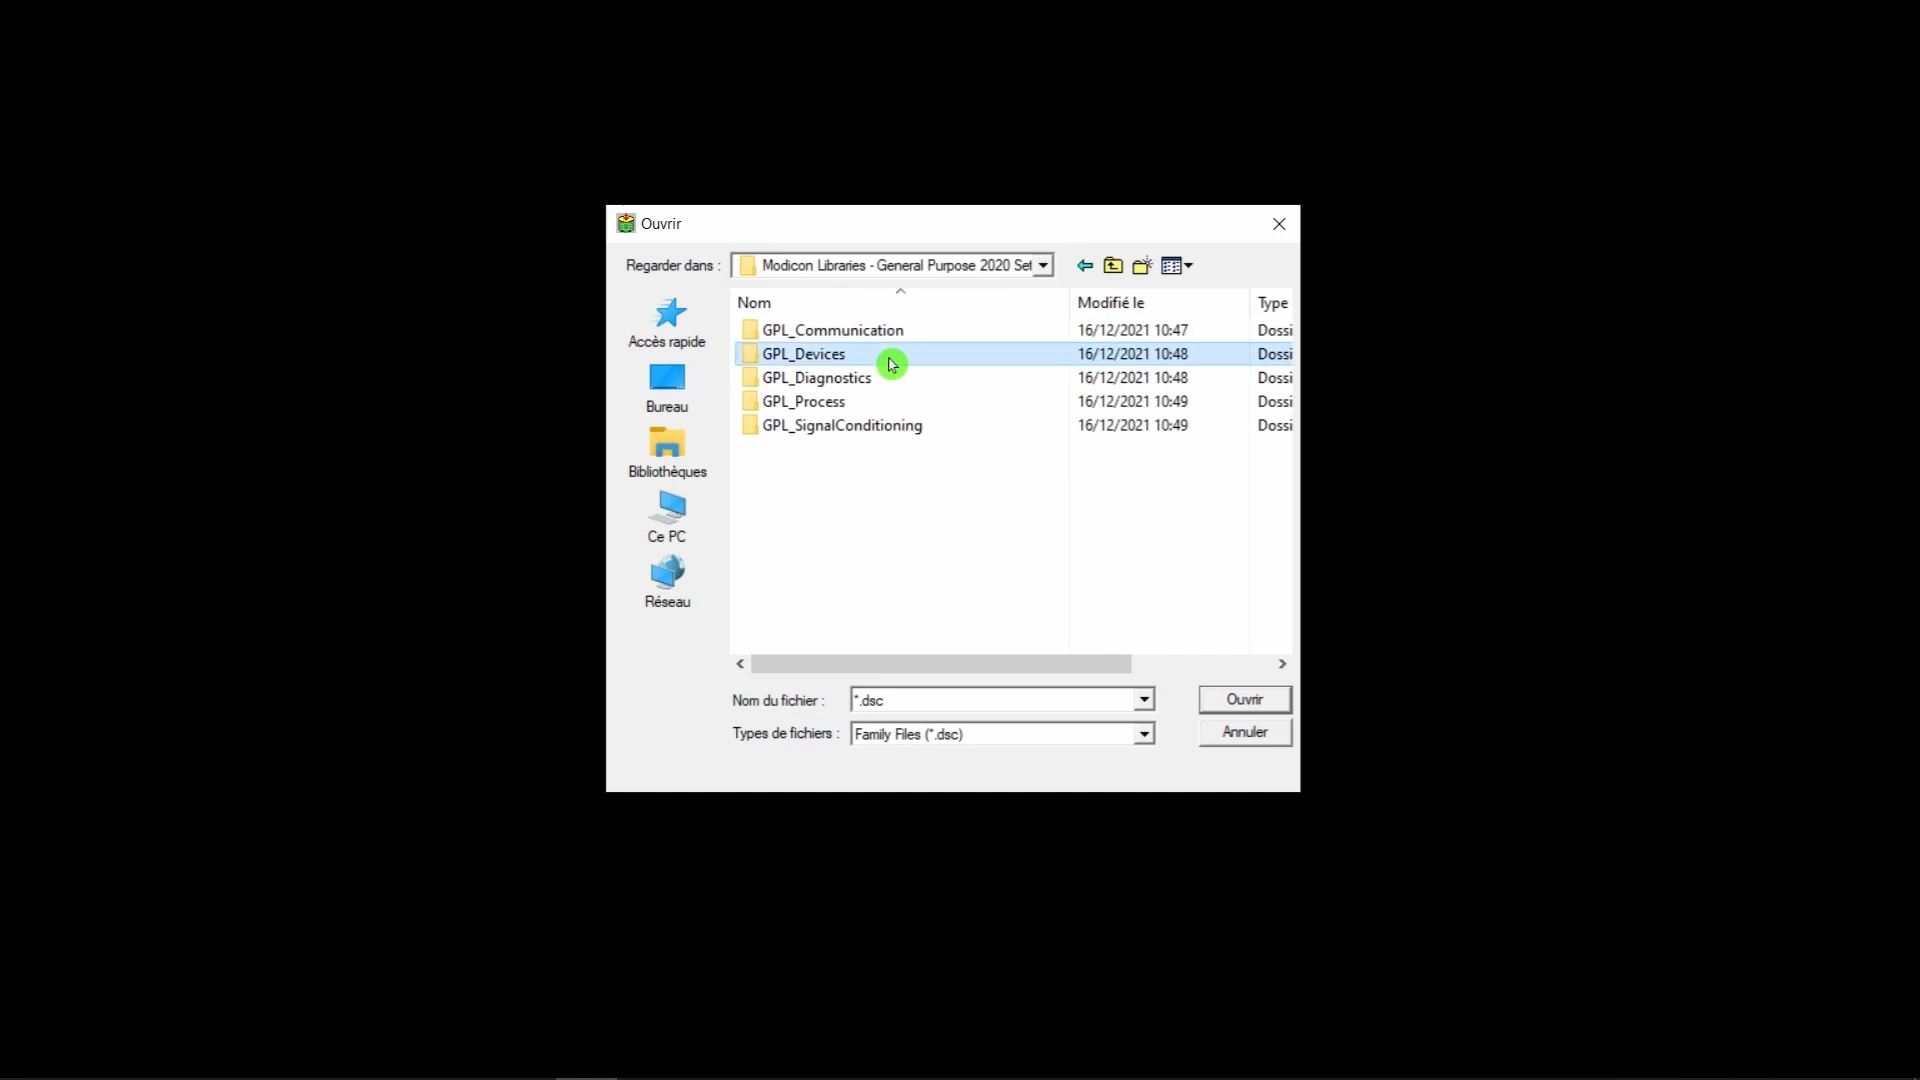 Ouvrir
Regarder dans :
Modicon Libraries - General Purpose 2020 Set
Nom Modifié le Type
GPL_Communication 16/12/2021 10:47 Dossi
GPL_Devices 16/12/2021 10:48 Dossi
GPL_Diagnostics 16/12/2021 10:48 Dossi
GPL_Process 16/12/2021 10:49 Dossi
GPL_SignalConditioning 16/12/2021 10:49 Dossi
Accès rapide
Bureau
Bibliothèques
Ce PC
Réseau
Nom du fichier : *.dsc Ouvrir
Types de fichiers : Family Files (*.dsc) Annuler